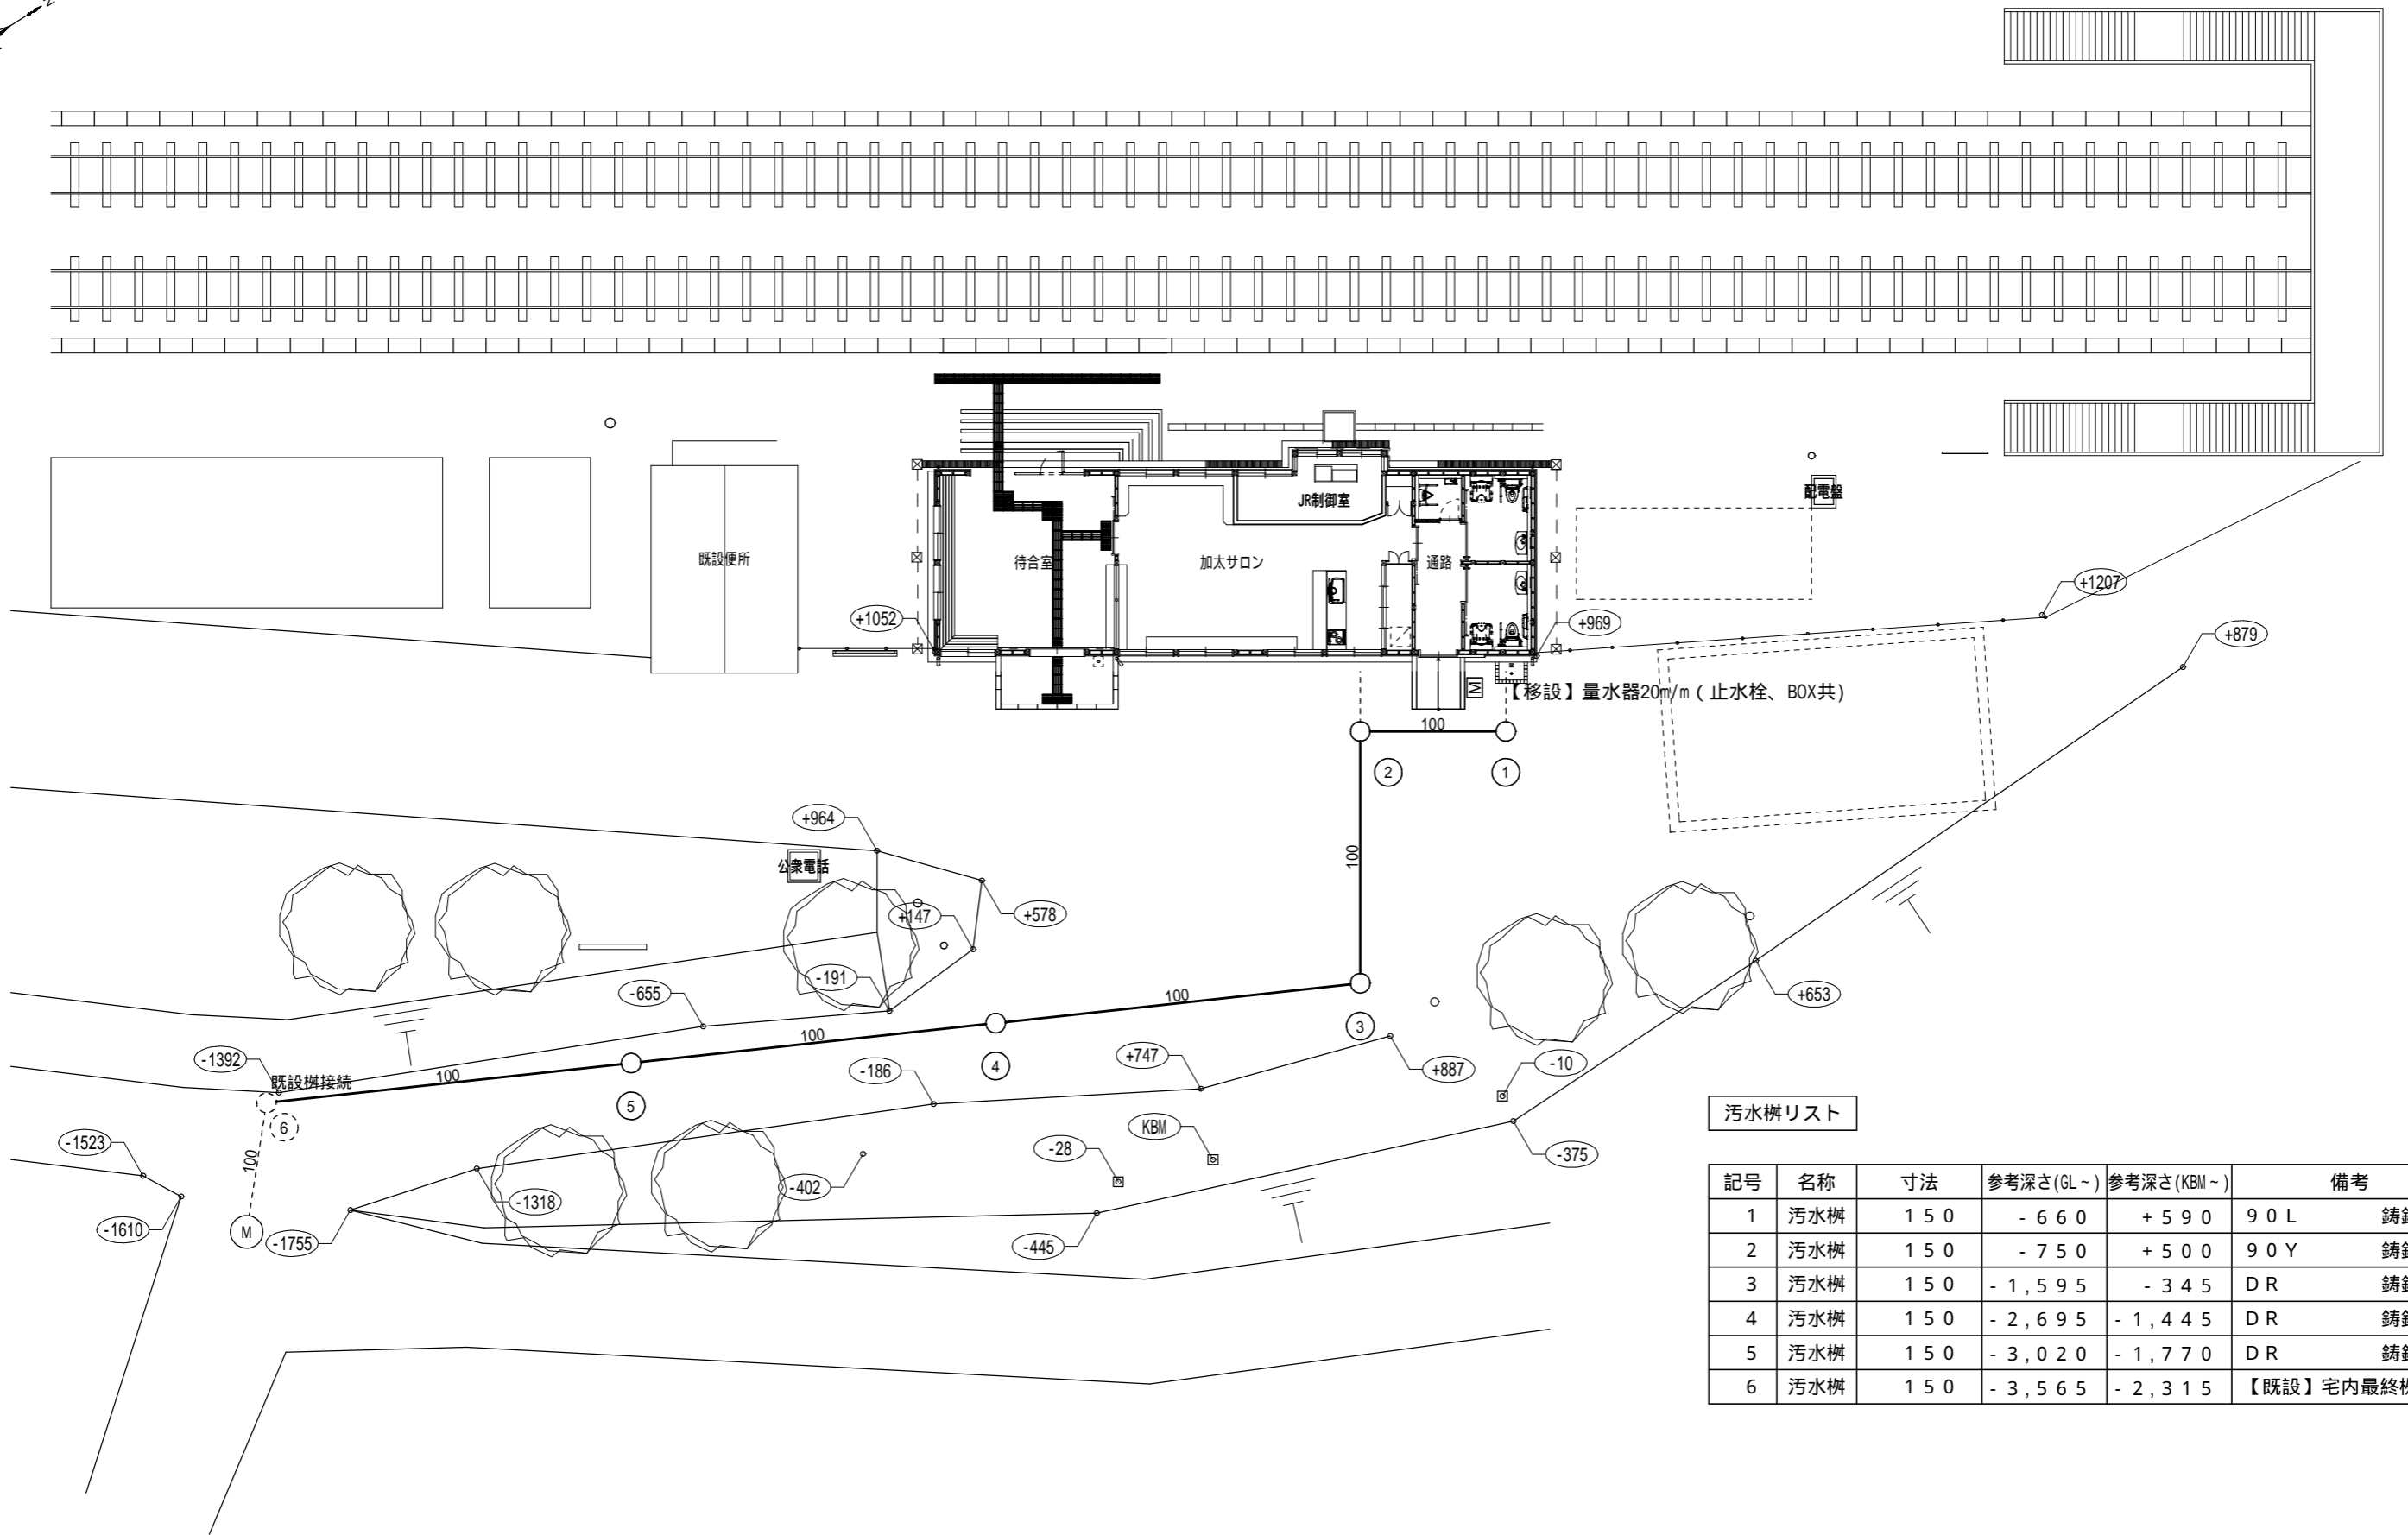 配電盤
JR制御室
既設便所
待合室
加太サロン
通路
+1207
+1052
+969
+879
【移設】量水器20m/m(止水栓、BOX共)
M
100
2
1
+964
100
公衆電話
+147
+578
-191
-655
100
+653
3
100
4
+747
-10
-1392
既設桝接続
100
-186
+887
5
6
KBM
-1523
100
-28
-375
-402
-1318
-1610
M
-1755
-445
汚水桝リスト
記号 名称 寸法 参考深さ(GL~) 参考深さ(KBM~) 備考
1 汚水桝 150 -660 +590 90L
2 汚水桝 150 -750 +500 90Y
3 汚水桝 150 -1,595 -345 DR
4 汚水桝 150 -2,695 -1,445 DR
5 汚水桝 150 -3,020 -1,770 DR
6 汚水桝 150 -3,565 -2,315 【既設】宅内最終